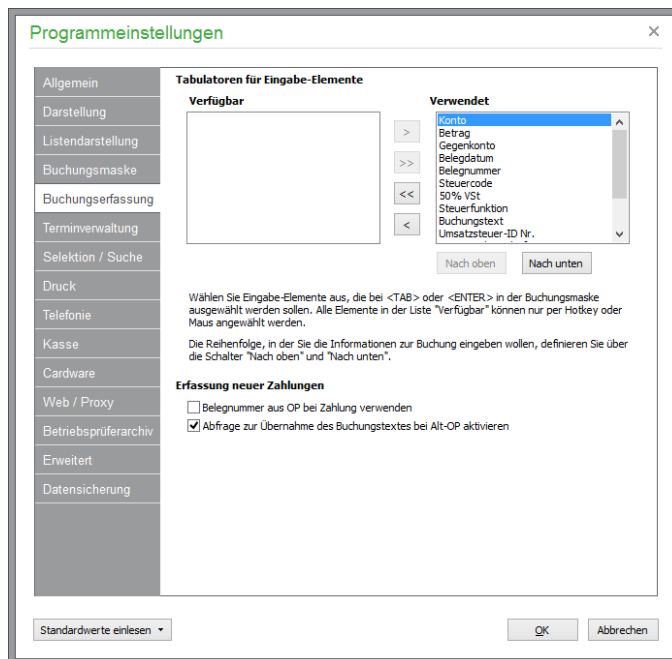 Programmeinstellungen
Allgemein
Darstellung
Listendarstellung
Buchungsmaske
Buchungserfassung
Terminverwaltung
Selektion / Suche
Druck
Telefonie
Kasse
Cardware
Web / Proxy
Betriebsprüferarchiv
Erweitert
Datensicherung
Tabulatoren für Eingabe-Elemente
Verfügbar
>
>>
<<
<
Verwendet
Konto
Betrag
Gegenkonto
Belegdatum
Belegnummer
Steuercode
50% VSt
Steuerfunktion
Buchungstext
Umsatzsteuer-ID Nr.
Nach oben
Nach unten
Wählen Sie Eingabe-Elemente aus, die bei <TAB> oder <ENTER> in der Buchungsmaske
ausgewählt werden sollen. Alle Elemente in der Liste "Verfügbar" können nur per Hotkey oder
Maus angewählt werden.
Die Reihenfolge, in der Sie die Informationen zur Buchung eingeben wollen, definieren Sie über
die Schalter "Nach oben" und "Nach unten".
Erfassung neuer Zahlungen
Belegnummer aus OP bei Zahlung verwenden
Abfrage zur Übernahme des Buchungstextes bei Alt-OP aktivieren
Standardwerte einlesen
OK
Abbrechen